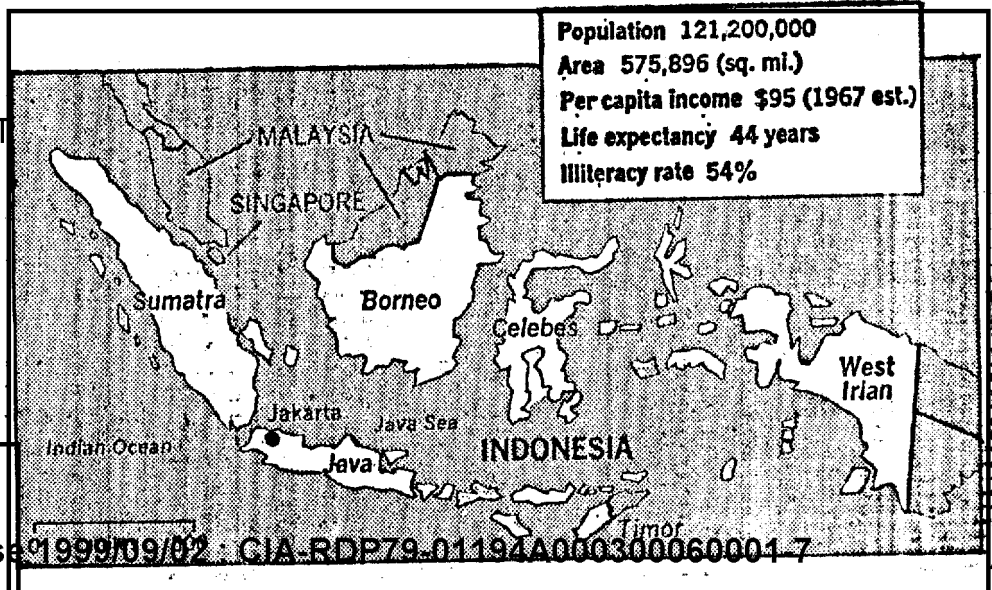 Population 121,200,000
Area 575,896 (sq. mi.)
Per capita income $95 (1967 est.)
Life expectancy 44 years
Illiteracy rate 54%
MALAYSIA
SINGAPORE
Sumatra
Borneo
Celebes
West
Irian
Jakarta
Java Sea
Indian Ocean
INDONESIA
Java
Timor
1999/09/02 : CIA-RDP79-01194A000300060001-7